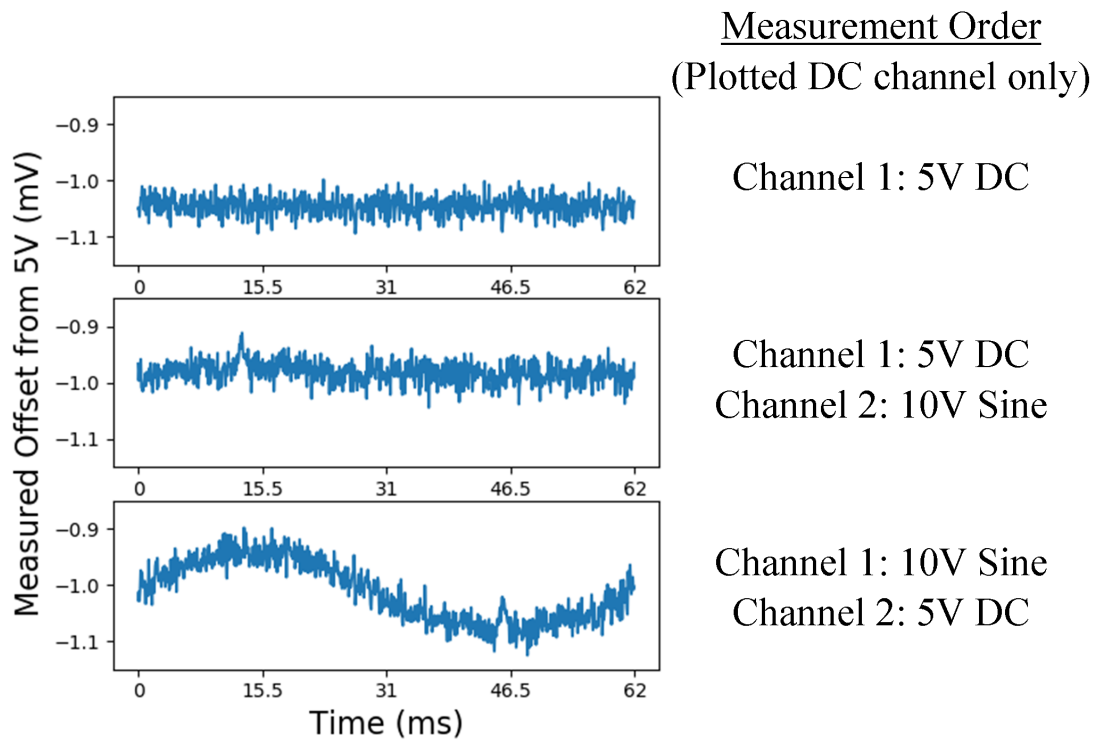 Measurement Order
(Plotted DC channel only)
Measured Offset from 5V (mV)
−0.9
−1.0
−1.1
0 15.5 31 46.5 62
Channel 1: 5V DC
−0.9
−1.0
−1.1
0 15.5 31 46.5 62
Channel 1: 5V DC
Channel 2: 10V Sine
−0.9
−1.0
−1.1
0 15.5 31 46.5 62
Channel 1: 10V Sine
Channel 2: 5V DC
Time (ms)